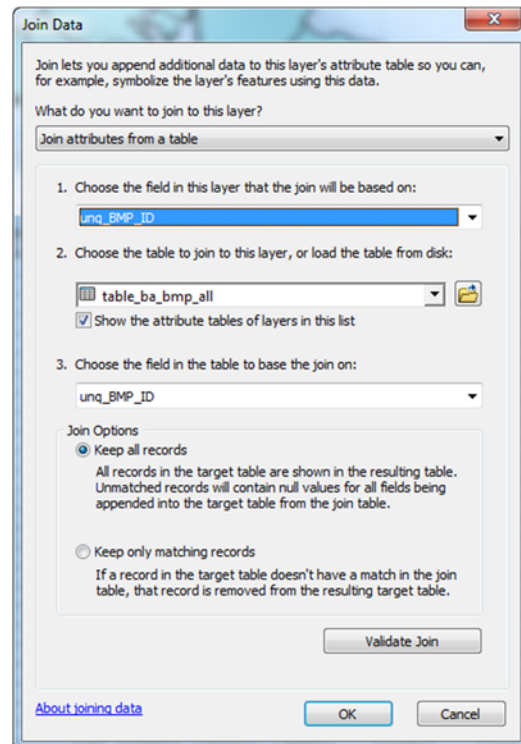 Join Data
Join lets you append additional data to this layer's attribute table so you can,
for example, symbolize the layer's features using this data.
What do you want to join to this layer?
Join attributes from a table
1. Choose the field in this layer that the join will be based on:
unq_BMP_ID
2. Choose the table to join to this layer, or load the table from disk:
table_ba_bmp_all
Show the attribute tables of layers in this list
3. Choose the field in the table to base the join on:
unq_BMP_ID
Join Options
Keep all records
All records in the target table are shown in the resulting table.
Unmatched records will contain null values for all fields being
appended into the target table from the join table.
Keep only matching records
If a record in the target table doesn't have a match in the join
table, that record is removed from the resulting target table.
Validate Join
About joining data
OK
Cancel